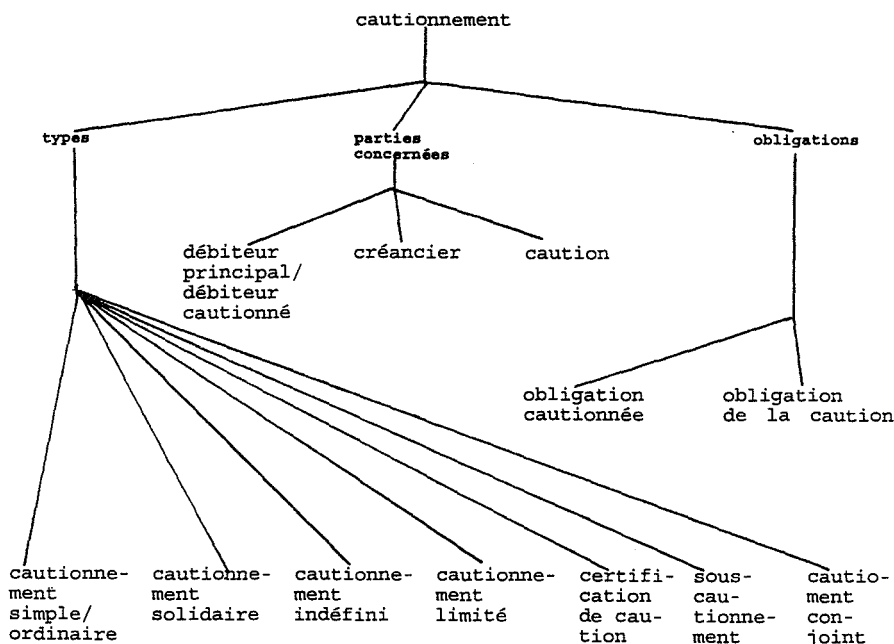 cautionnement
types
parties
concernées
obligations
débiteur
principal/
débiteur
cautionné
créancier
caution
obligation
cautionnée
obligation
de la caution
cautionne-
ment
simple/
ordinaire
cautionne-
ment
solidaire
cautionne-
ment
indéfini
cautionne-
ment
limité
certifi-
cation
de cau-
tion
sous-
cau-
tionne-
ment
cautio-
ment
con-
joint